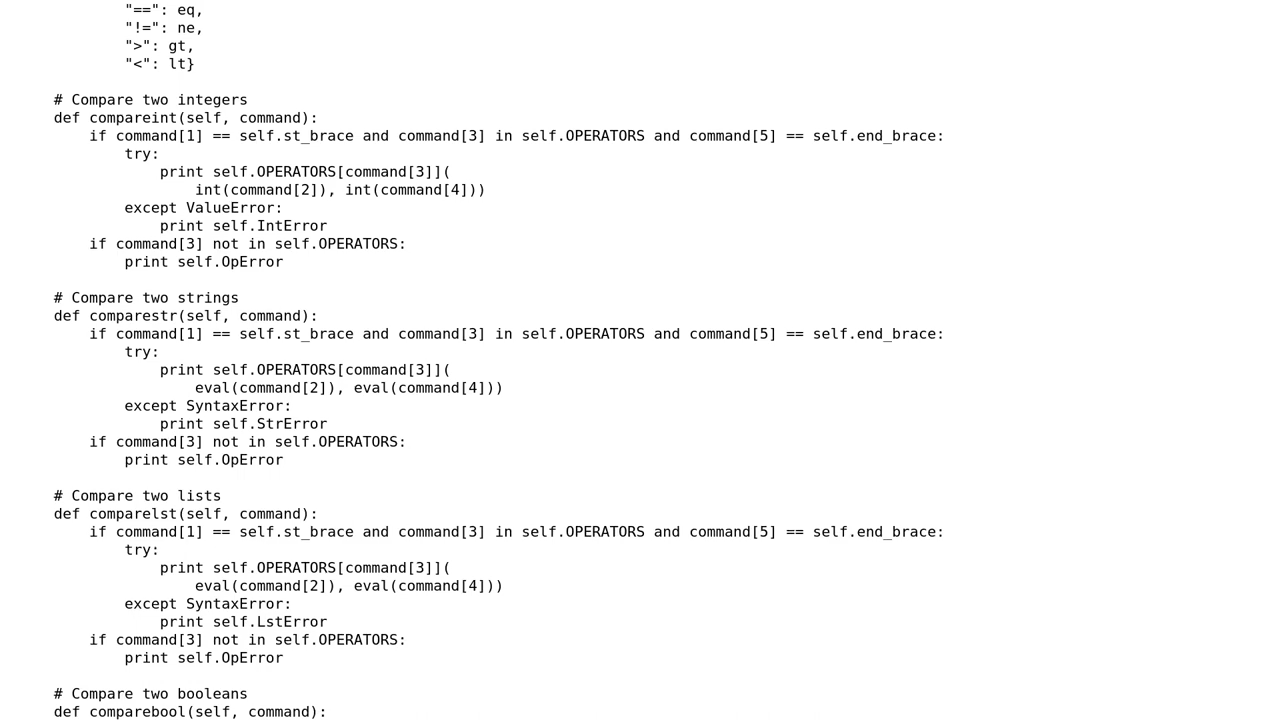 "==": eq,
"!=": ne,
">": gt,
"<": lt}
# Compare two integers
def compareint(self, command):
if command[1] == self.st_brace and command[3] in self.OPERATORS and command[5] == self.end_brace:
try:
print self.OPERATORS[command[3]](
int(command[2]), int(command[4]))
except ValueError:
print self.IntError
if command[3] not in self.OPERATORS:
print self.OpError
# Compare two strings
def comparestr(self, command):
if command[1] == self.st_brace and command[3] in self.OPERATORS and command[5] == self.end_brace:
try:
print self.OPERATORS[command[3]](
eval(command[2]), eval(command[4]))
except SyntaxError:
print self.StrError
if command[3] not in self.OPERATORS:
print self.OpError
# Compare two lists
def comparelst(self, command):
if command[1] == self.st_brace and command[3] in self.OPERATORS and command[5] == self.end_brace:
try:
print self.OPERATORS[command[3]](
eval(command[2]), eval(command[4]))
except SyntaxError:
print self.LstError
if command[3] not in self.OPERATORS:
print self.OpError
# Compare two booleans
def comparebool(self, command):